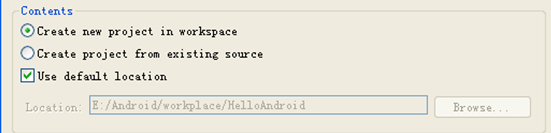 Contents
Create new project in workspace
Create project from existing source
Use default location
Location: E:/Android/workplace/HelloAndroid Browse...